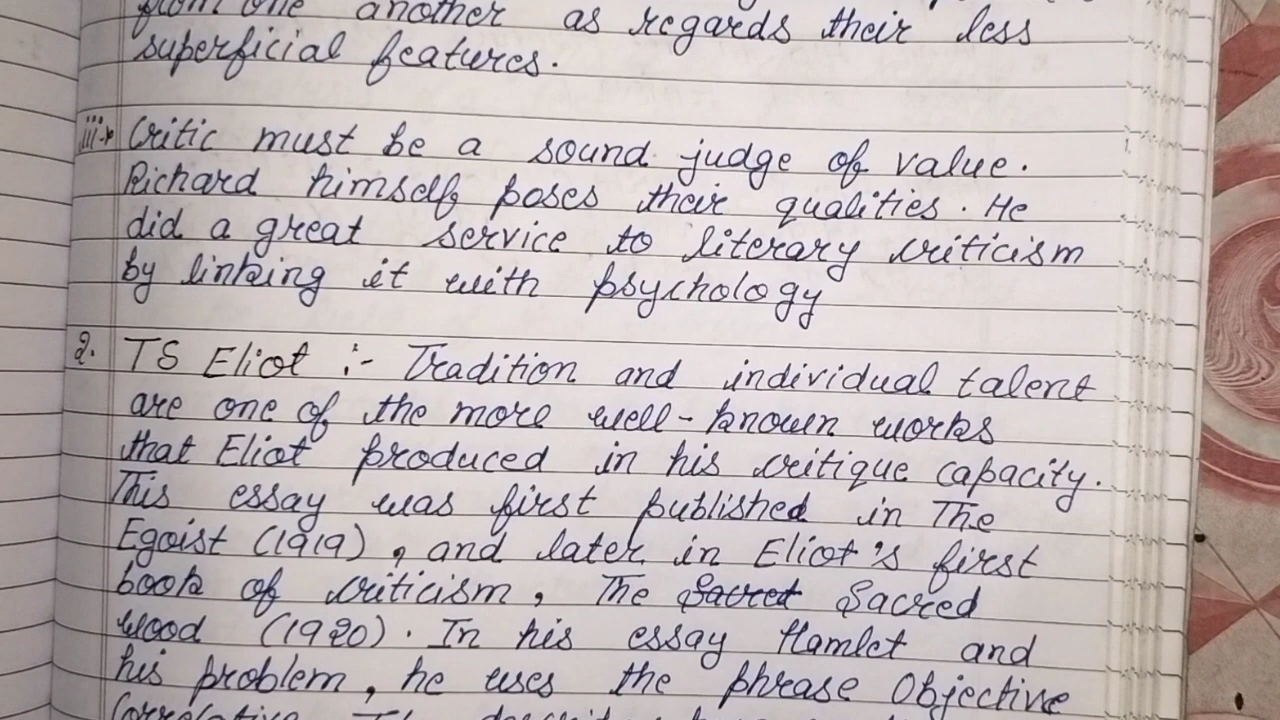 from one another as regards their less
superficial features.
iii. Critic must be a sound judge of value.
Richard himself poses their qualities. He
did a great service to literary criticism
by linking it with psychology
2. TS Eliot :- Tradition and individual talent
are one of the more well-known works
that Eliot produced in his critique capacity.
This essay was first published in The
Egoist (1919), and later in Eliot's first
book of criticism, The Sacred Sacred
wood (1920). In his essay Hamlet and
his problem, he uses the phrase Objective
Correlative.